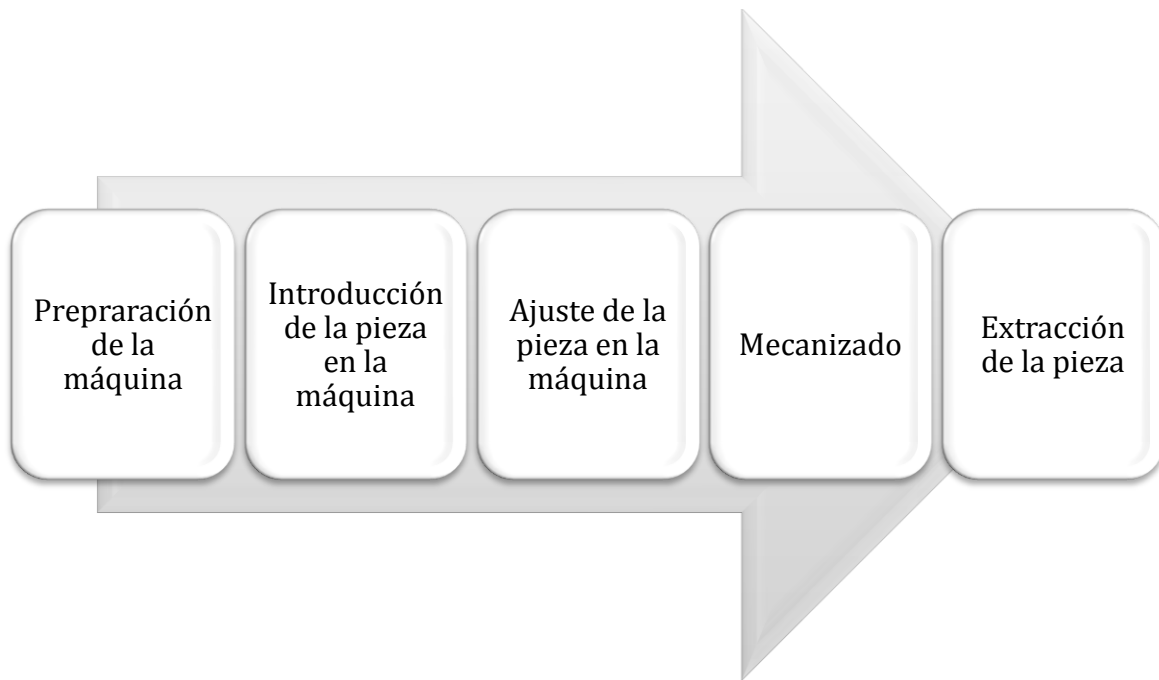 Prepraración
de la
máquina
Introducción
de la pieza
en la
máquina
Ajuste de la
pieza en la
máquina
Mecanizado
Extracción
de la pieza